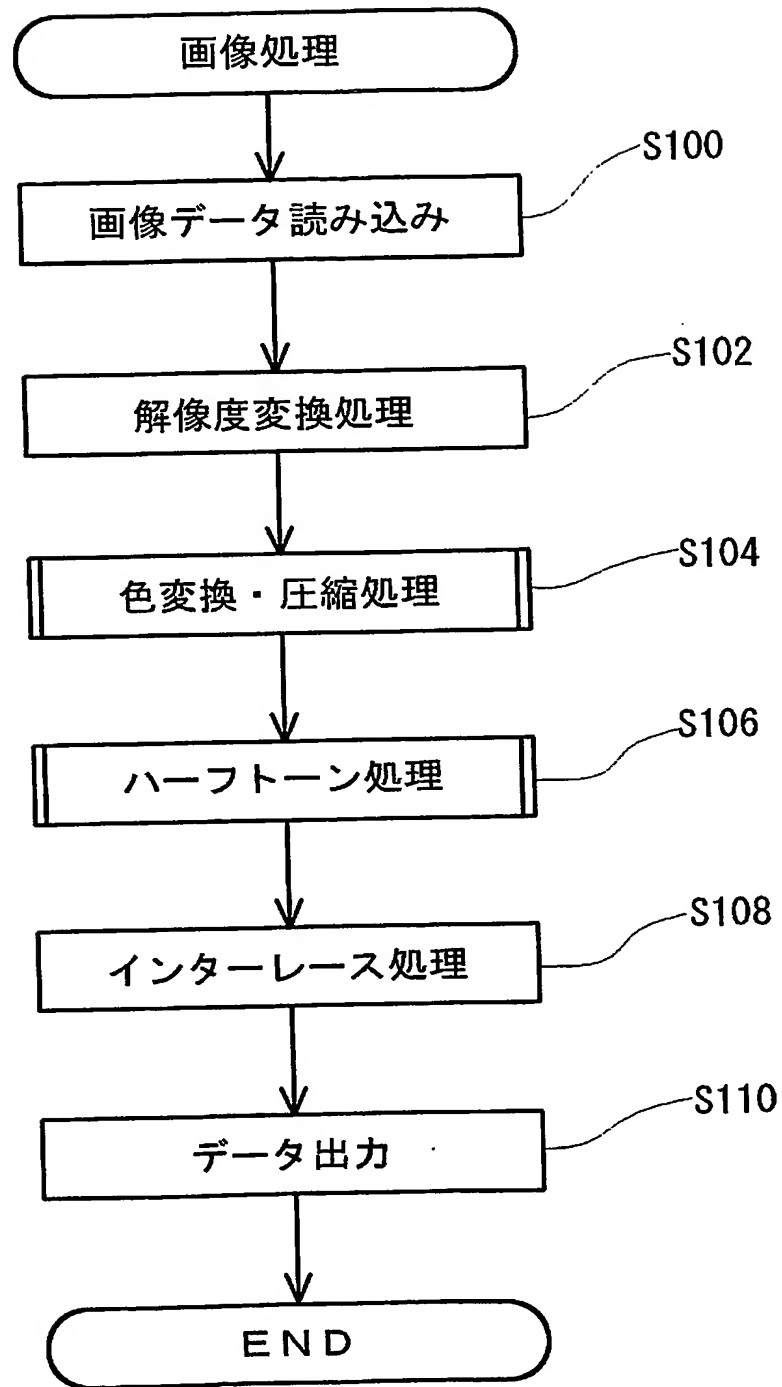 画像処理
S100
画像データ読み込み
S102
解像度変換処理
S104
色変換・圧縮処理
S106
ハーフトーン処理
S108
インターレース処理
S110
データ出力
END